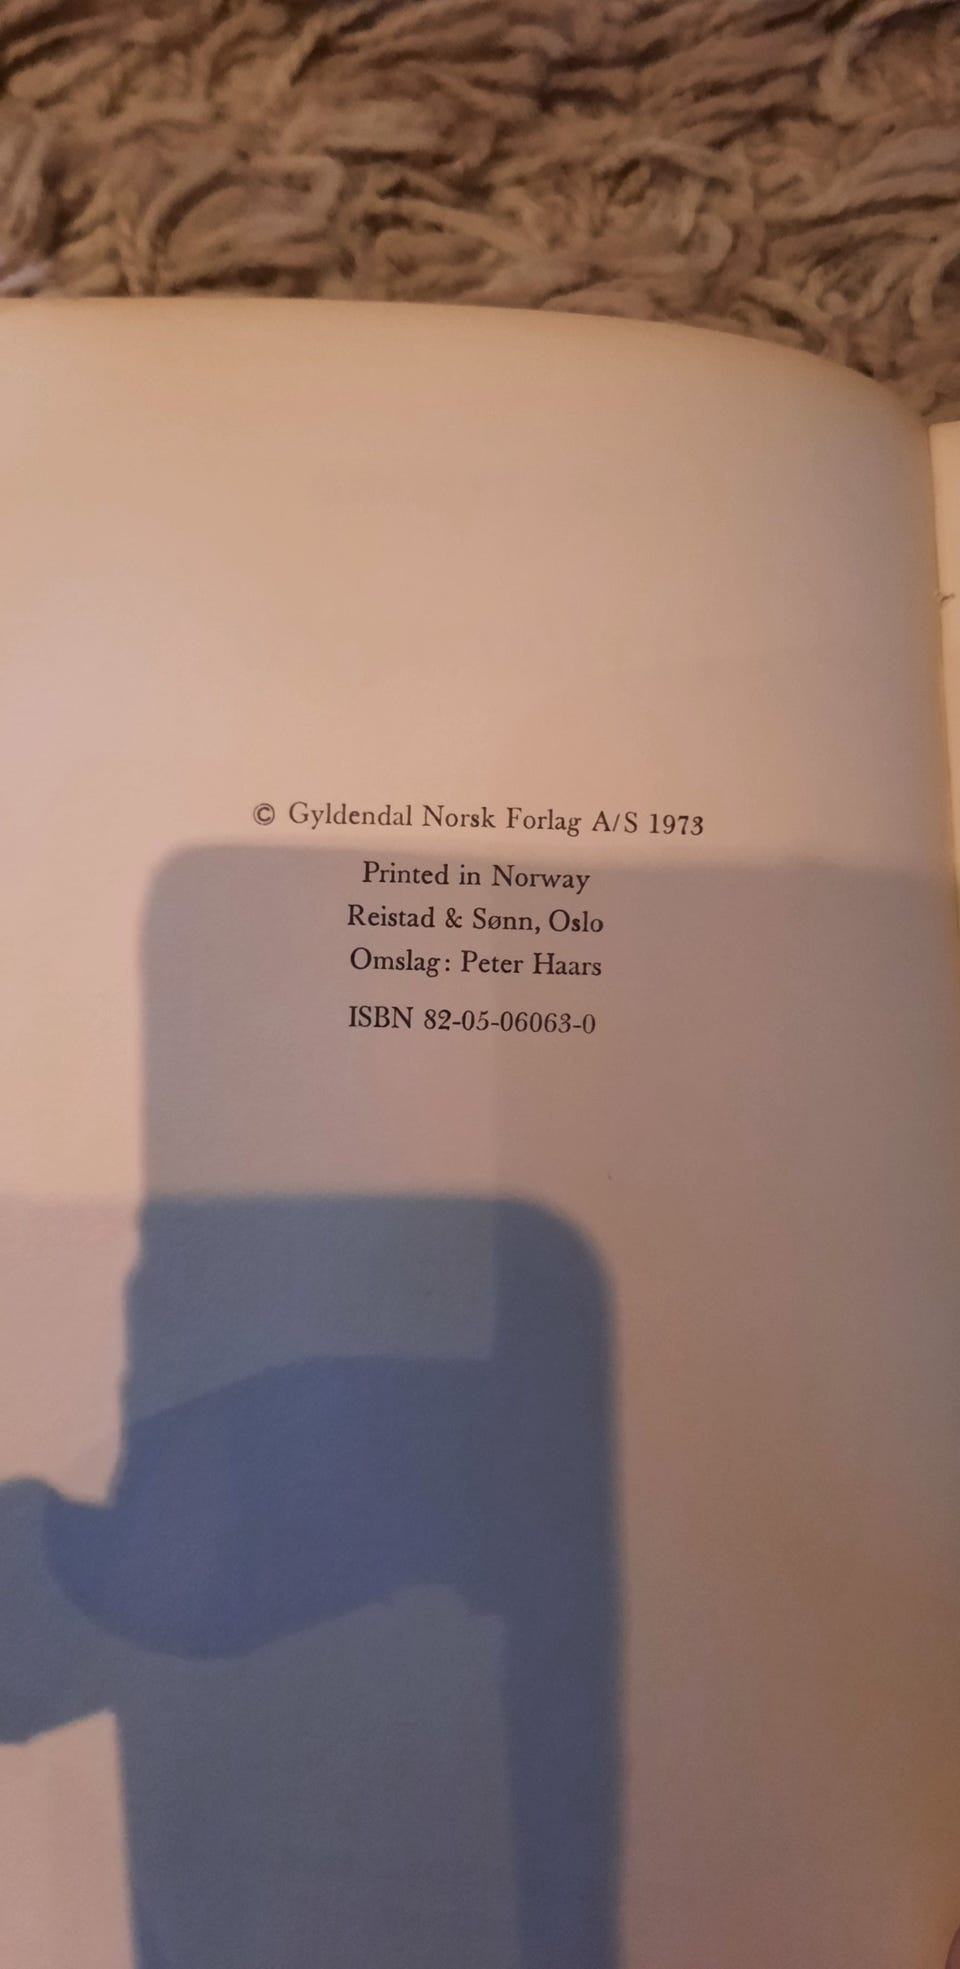 © Gyldendal Norsk Forlag A/S 1973
Printed in Norway
Reistad & Sønn, Oslo
Omslag: Peter Haars
ISBN 82-05-06063-0